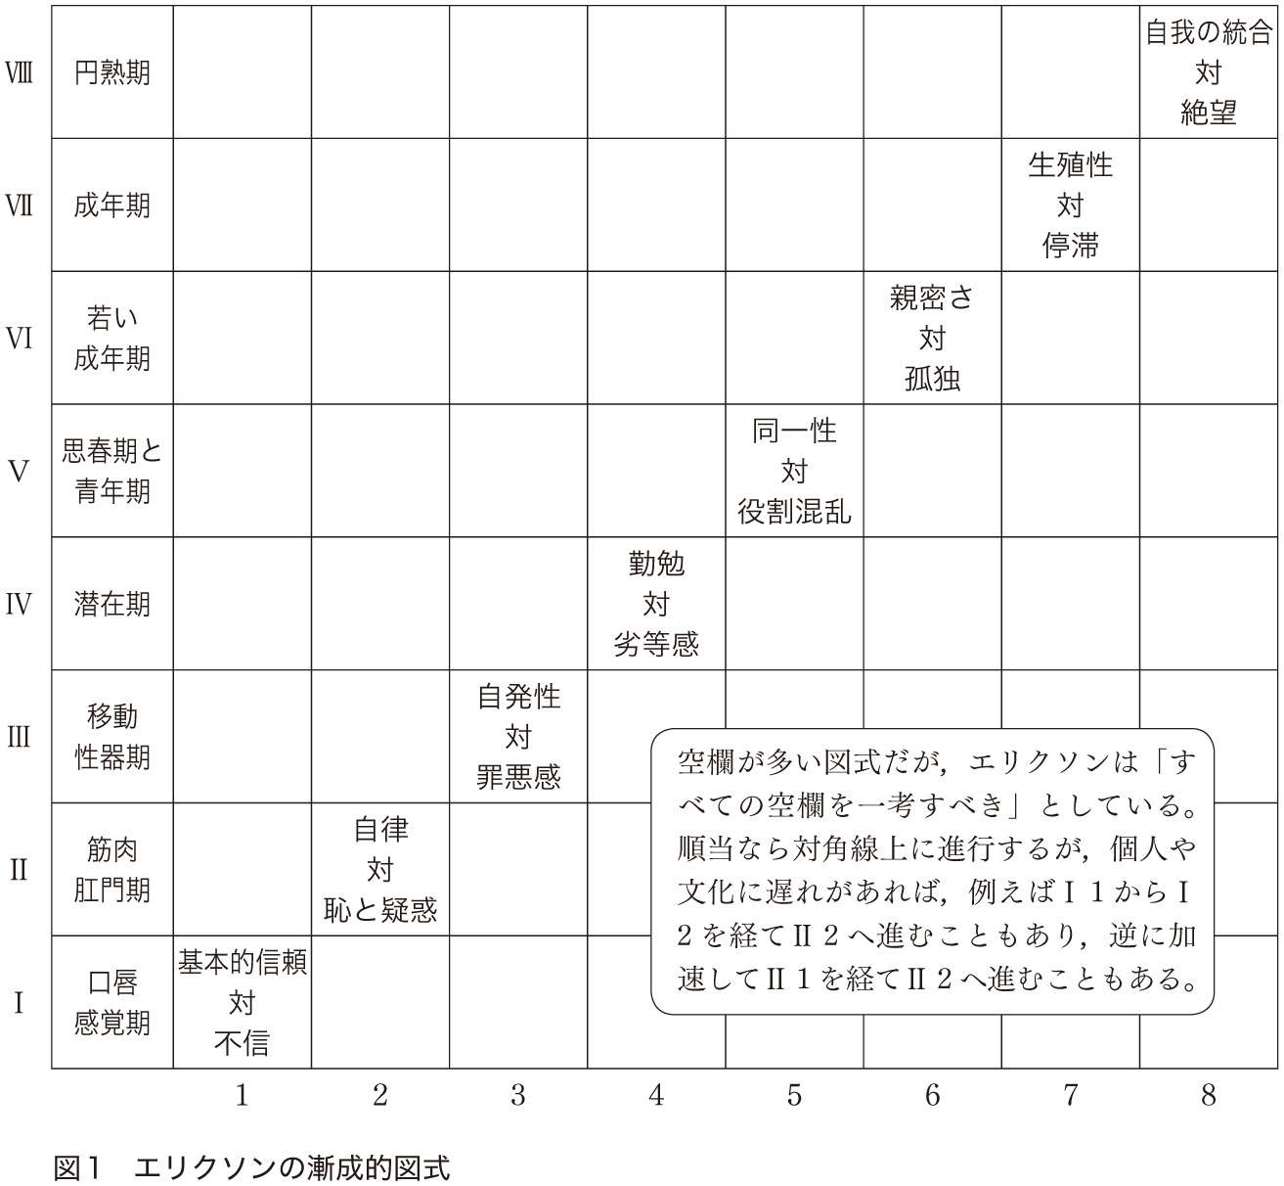 Ⅷ
円熟期
自我の統合
対
絶望
Ⅶ
成年期
生殖性
対
停滞
Ⅵ
若い
成年期
親密さ
対
孤独
Ⅴ
思春期と
青年期
同一性
対
役割混乱
Ⅳ
潜在期
勤勉
対
劣等感
Ⅲ
移動
性器期
自発性
対
罪悪感
Ⅱ
筋肉
肛門期
自律
対
恥と疑惑
Ⅰ
口唇
感覚期
基本的信頼
対
不信
空欄が多い図式だが，エリクソンは「す
べての空欄を一考すべき」としている。
順当なら対角線上に進行するが，個人や
文化に遅れがあれば，例えばⅠ1からⅠ
2を経てⅡ2へ進むこともあり，逆に加
速してⅡ1を経てⅡ2へ進むこともある。
1 2 3 4 5 6 7 8
図1　エリクソンの漸成的図式